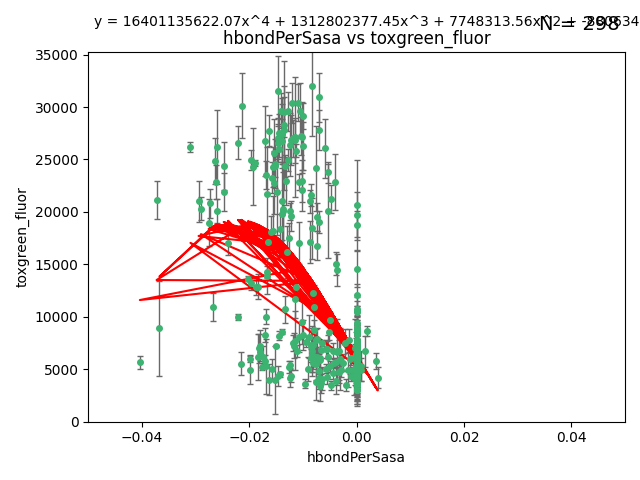 y = 16401135622.07x^4 + 1312802377.45x^3 + 7748313.56x^2 +
N = 298
hbondPerSasa vs toxgreen_fluor
35000
30000
25000
20000
15000
10000
5000
0
toxgreen_fluor
−0.04
−0.02
0.00
0.02
0.04
hbondPerSasa